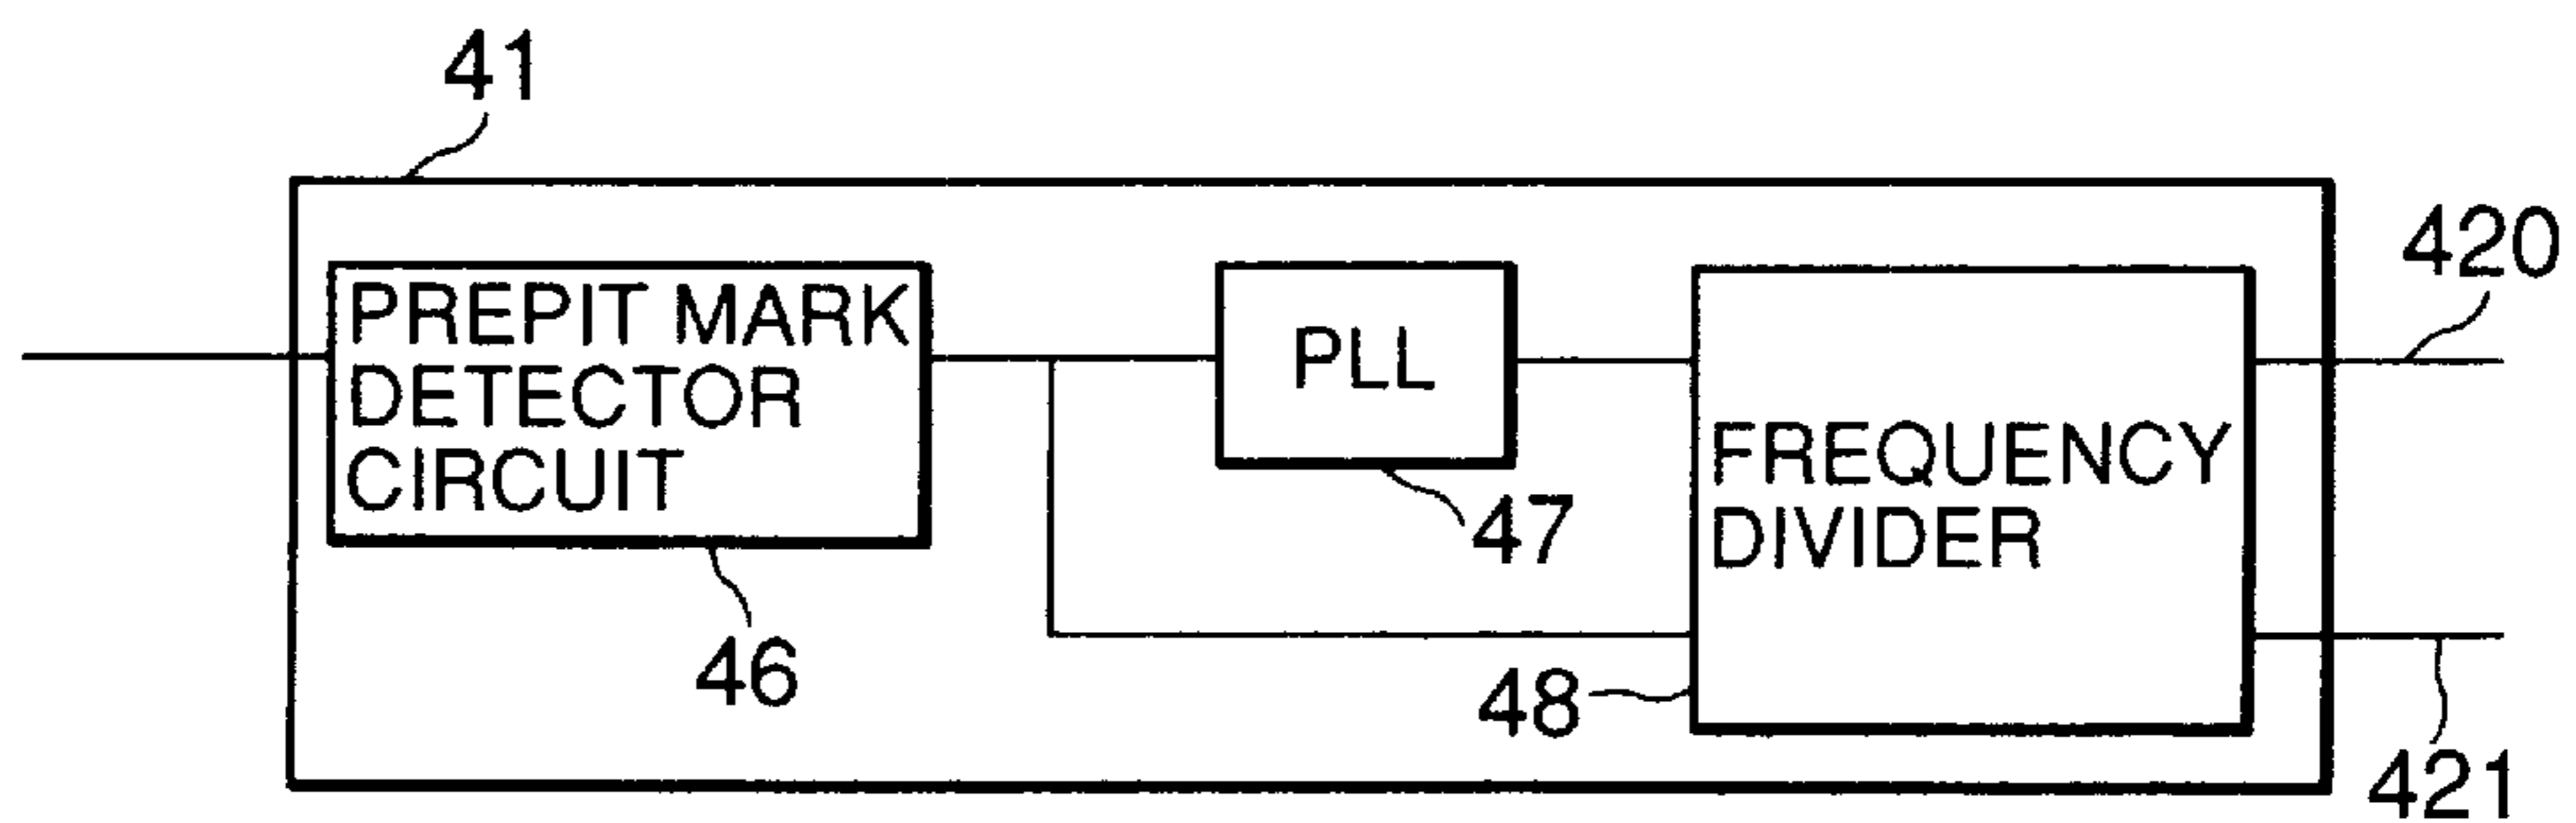 41
420
PREPIT MARK
DETECTOR
CIRCUIT
PLL
FREQUENCY
DIVIDER
47
46
48
421